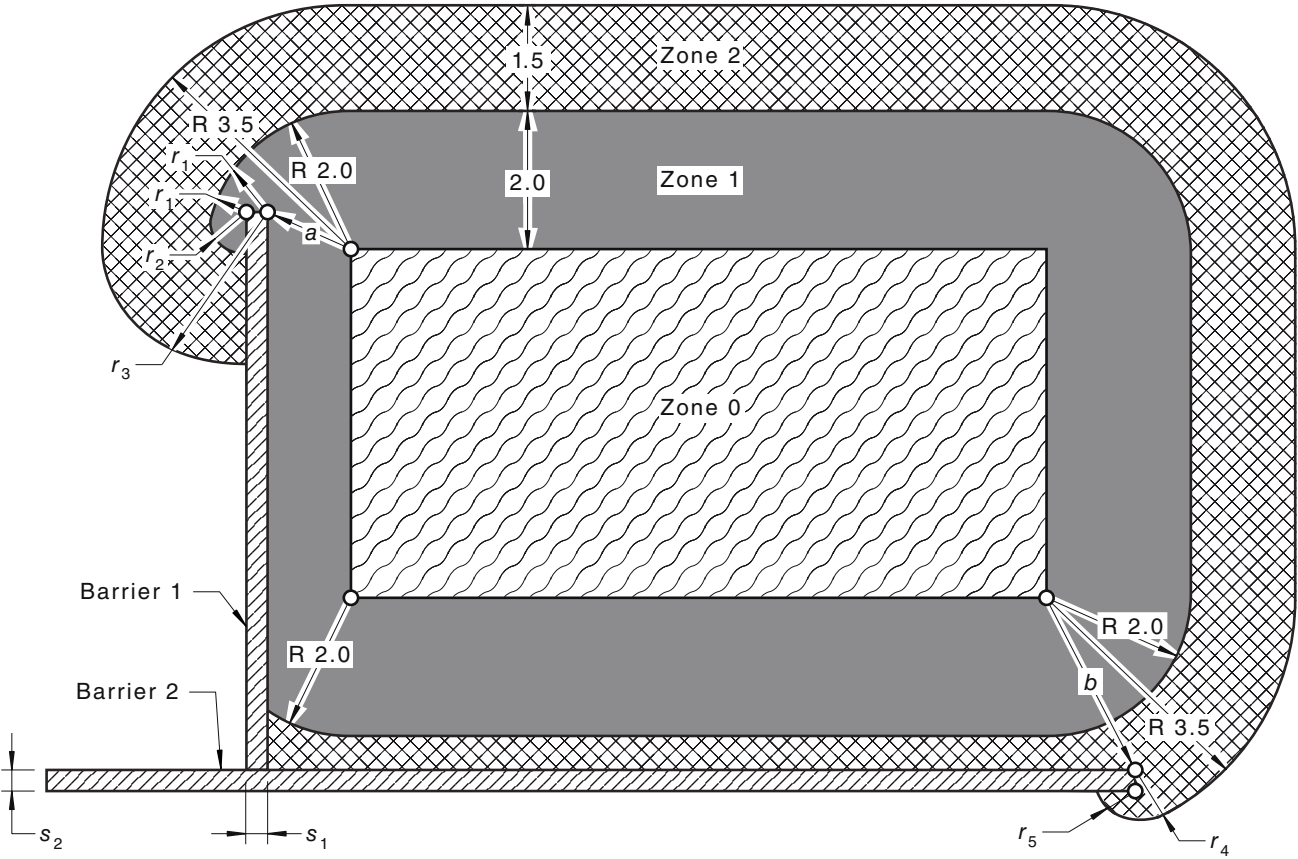 1.5
Zone 2
R 3.5
r1
R 2.0
2.0
Zone 1
r1
a
r2
r3
Zone 0
Barrier 1
R 2.0
R 2.0
b
Barrier 2
R 3.5
s2
s1
r5
r4